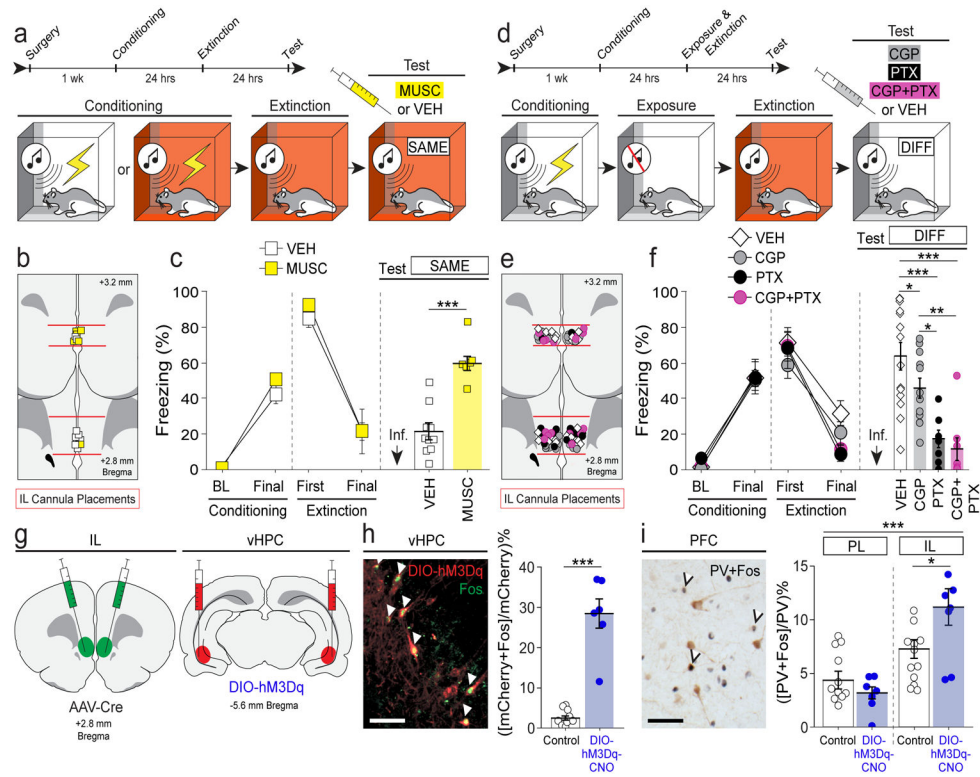 a
Surgery
Conditioning
Extinction
Test
1 wk
24 hrs
24 hrs
Test
MUSC
or VEH
Conditioning
Extinction
or
SAME
d
Surgery
Conditioning
Exposure &
Extinction
Test
1 wk
24 hrs
24 hrs
Test
CGP
PTX
CGP+PTX
or VEH
Conditioning
Exposure
Extinction
DIFF
b
+3.2 mm
+2.8 mm
Bregma
IL Cannula Placements
c
VEH
MUSC
Test
SAME
***
Freezing (%)
100
80
60
40
20
0
Inf.
BL
Final
First
Final
Conditioning
Extinction
VEH
MUSC
e
+3.2 mm
+2.8 mm
Bregma
IL Cannula Placements
f
VEH
CGP
PTX
CGP+PTX
Test
DIFF
***
***
*
**
*
Freezing (%)
100
80
60
40
20
0
Inf.
BL
Final
First
Final
Conditioning
Extinction
VEH
CGP
PTX
CGP+
PTX
g
IL
vHPC
AAV-Cre
+2.8 mm
Bregma
DIO-hM3Dq
-5.6 mm Bregma
h
vHPC
DIO-hM3Dq
Fos
([mCherry+Fos]/mCherry)%
40
30
20
10
0
***
Control
DIO-
hM3Dq-
CNO
i
PFC
PV+Fos
([PV+Fos]/PV)%
15
10
5
0
***
PL
IL
*
Control
DIO-
hM3Dq-
CNO
Control
DIO-
hM3Dq-
CNO